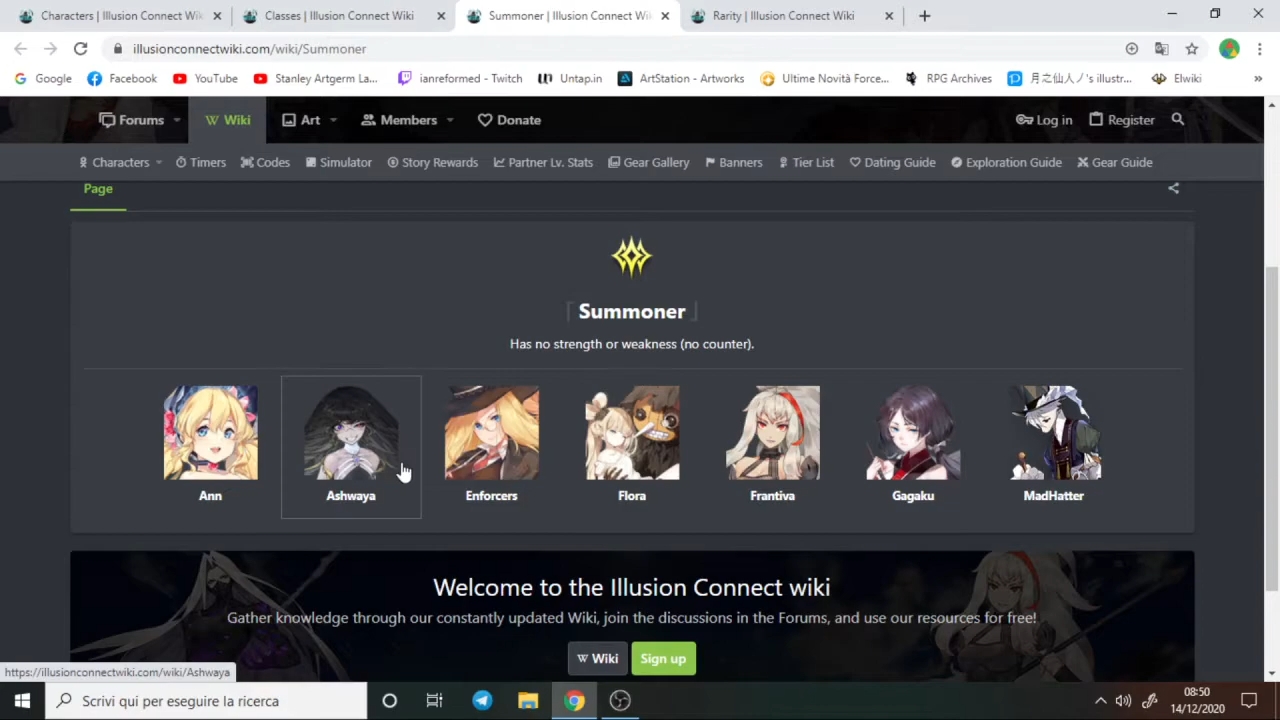 Characters | Illusion Connect Wiki
Classes | Illusion Connect Wiki
Summoner | Illusion Connect Wiki
Rarity | Illusion Connect Wiki
illusionconnectwiki.com/wiki/Summoner
Google
Facebook
YouTube
Stanley Artgerm La...
ianreformed - Twitch
Untap.in
ArtStation - Artworks
Ultime Novità Force...
RPG Archives
月之仙人ノ's illustr...
Elwiki
Forums
Wiki
Art
Members
Donate
Log in
Register
Characters
Timers
Codes
Simulator
Story Rewards
Partner Lv. Stats
Gear Gallery
Banners
Tier List
Dating Guide
Exploration Guide
Gear Guide
Page
Summoner
Has no strength or weakness (no counter).
Ann
Ashwaya
Enforcers
Flora
Frantiva
Gagaku
MadHatter
Welcome to the Illusion Connect wiki
Gather knowledge through our constantly updated Wiki, join the discussions in the Forums, and use our resources for free!
Wiki
Sign up
https://illusionconnectwiki.com/wiki/Ashwaya
Scrivi qui per eseguire la ricerca
08:50
14/12/2020